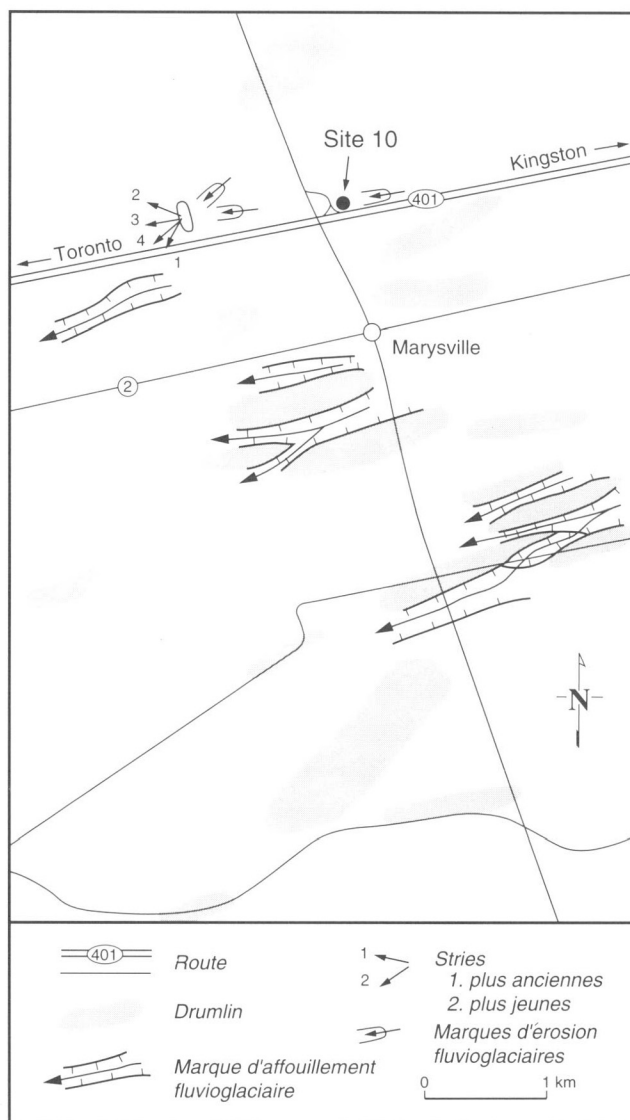 Site 10
Kingston
401
2
3
4
Toronto
1
Marysville
2
N
401
Route
Drumlin
Marque d'affouillement
fluvioglaciaire
1
2
Stries
1. plus anciennes
2. plus jeunes
Marques d'érosion
fluvioglaciaires
0 1 km